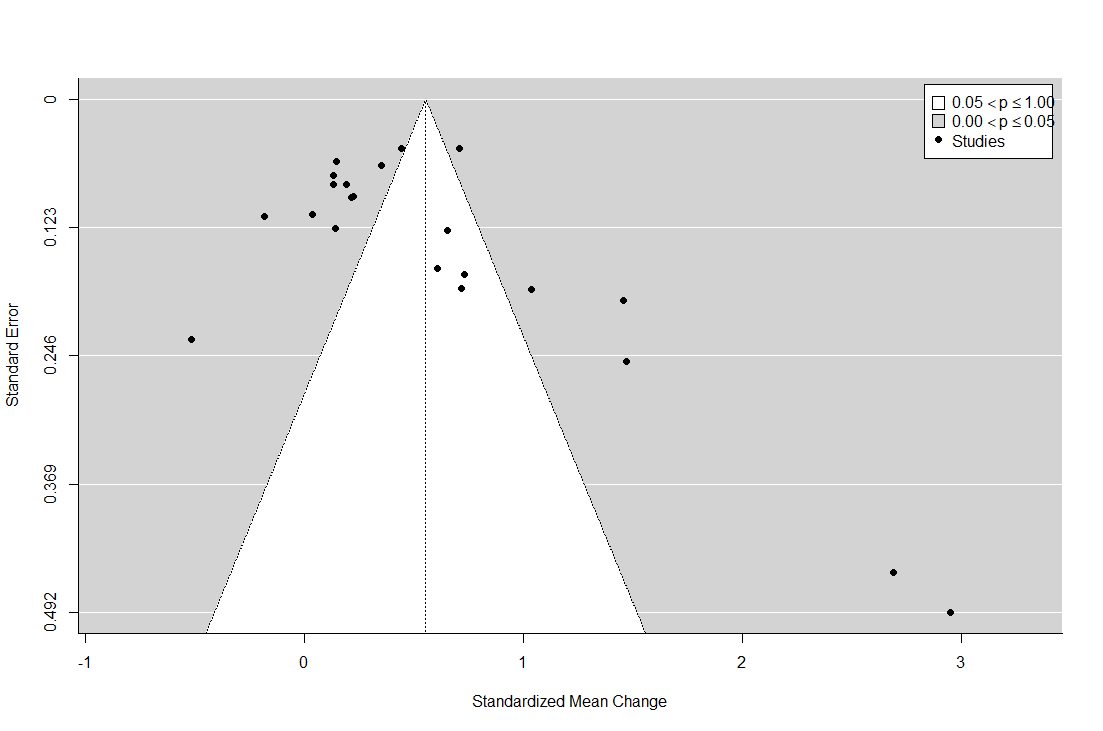 0.05 < p ≤ 1.00
0.00 < p ≤ 0.05
Studies
0
0.123
0.246
0.369
0.492
Standard Error
-1
0
1
2
3
Standardized Mean Change